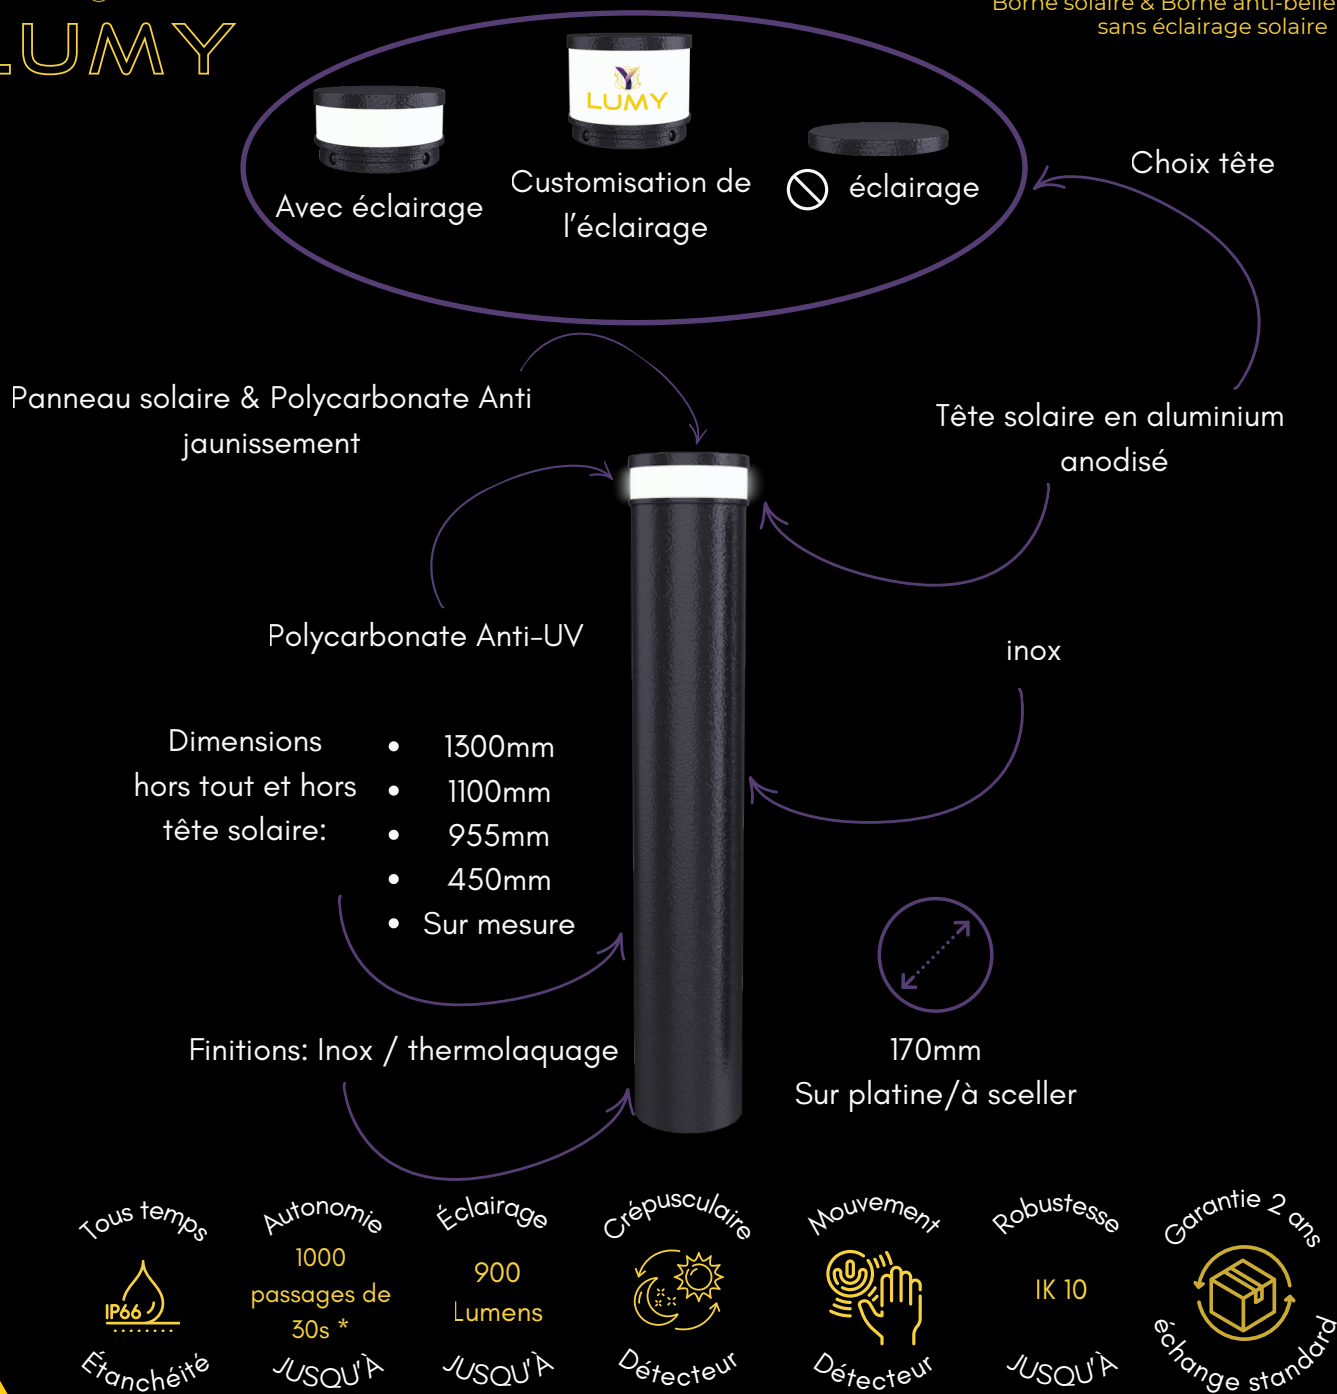 LUMY
Borne solaire & Borne anti-bélier
sans éclairage solaire
LUMY
Avec éclairage
Customisation de
l'éclairage
éclairage
Choix tête
Panneau solaire & Polycarbonate Anti
jaunissement
Tête solaire en aluminium
anodisé
Polycarbonate Anti-UV
inox
Dimensions
hors tout et hors
tête solaire:
• 1300mm
• 1100mm
• 955mm
• 450mm
• Sur mesure
Finitions: Inox / thermolaquage
170mm
Sur platine/à sceller
Tous temps
IP66
Étanchéité
Autonomie
1000
passages de
30s *
JUSQU'À
Éclairage
900
Lumens
JUSQU'À
Crépusculaire
Détecteur
Mouvement
Détecteur
Robustesse
IK 10
JUSQU'À
Garantie 2 ans
échange standard